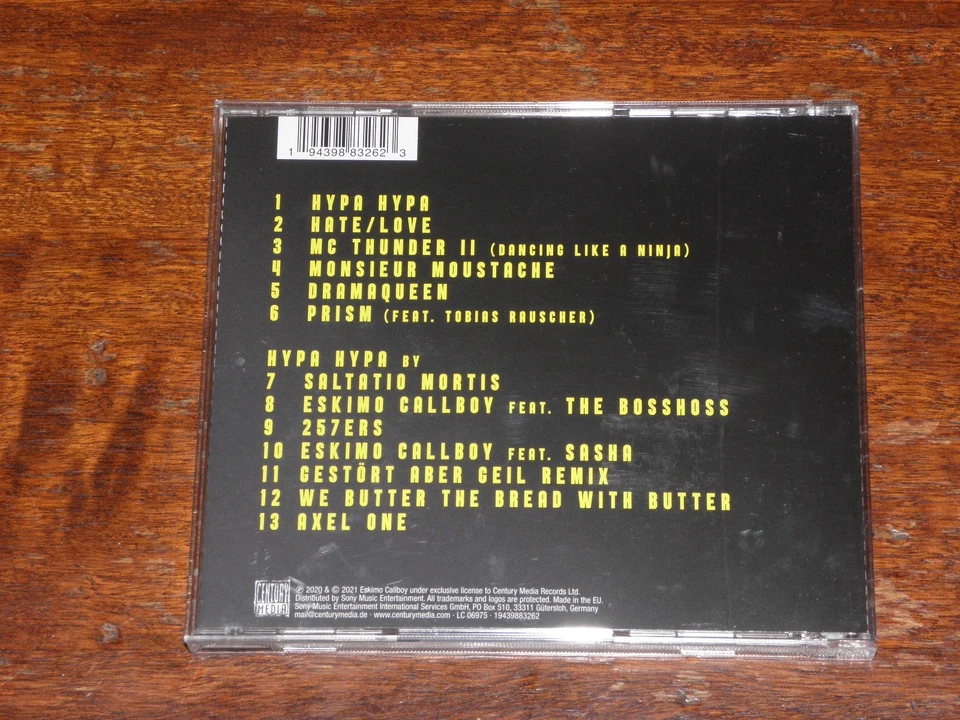 1 94398 83262 3
1 HYPA HYPA
2 HATE/LOVE
3 MC THUNDER II (DANCING LIKE A NINJA)
4 MONSIEUR MOUSTACHE
5 DRAMAQUEEN
6 PRISM (FEAT. TOBIAS RAUSCHER)
HYPA HYPA BY
7 SALTATIO MORTIS
8 ESKIMO CALLBOY FEAT. THE BOSSHOSS
9 257ERS
10 ESKIMO CALLBOY FEAT. SASHA
11 GESTÖRT ABER GEIL REMIX
12 WE BUTTER THE BREAD WITH BUTTER
13 AXEL ONE
CENTURY
MEDIA
℗ 2020 & © 2021 Eskimo Callboy under exclusive license to Century Media Records Ltd.
Distributed by Sony Music Entertainment. All trademarks and logos are protected. Made in the EU.
Sony Music Entertainment International Services GmbH, PO Box 510, 33311 Gütersloh, Germany
mail@centurymedia.de · www.centurymedia.com · LC 06975 · 19439883262